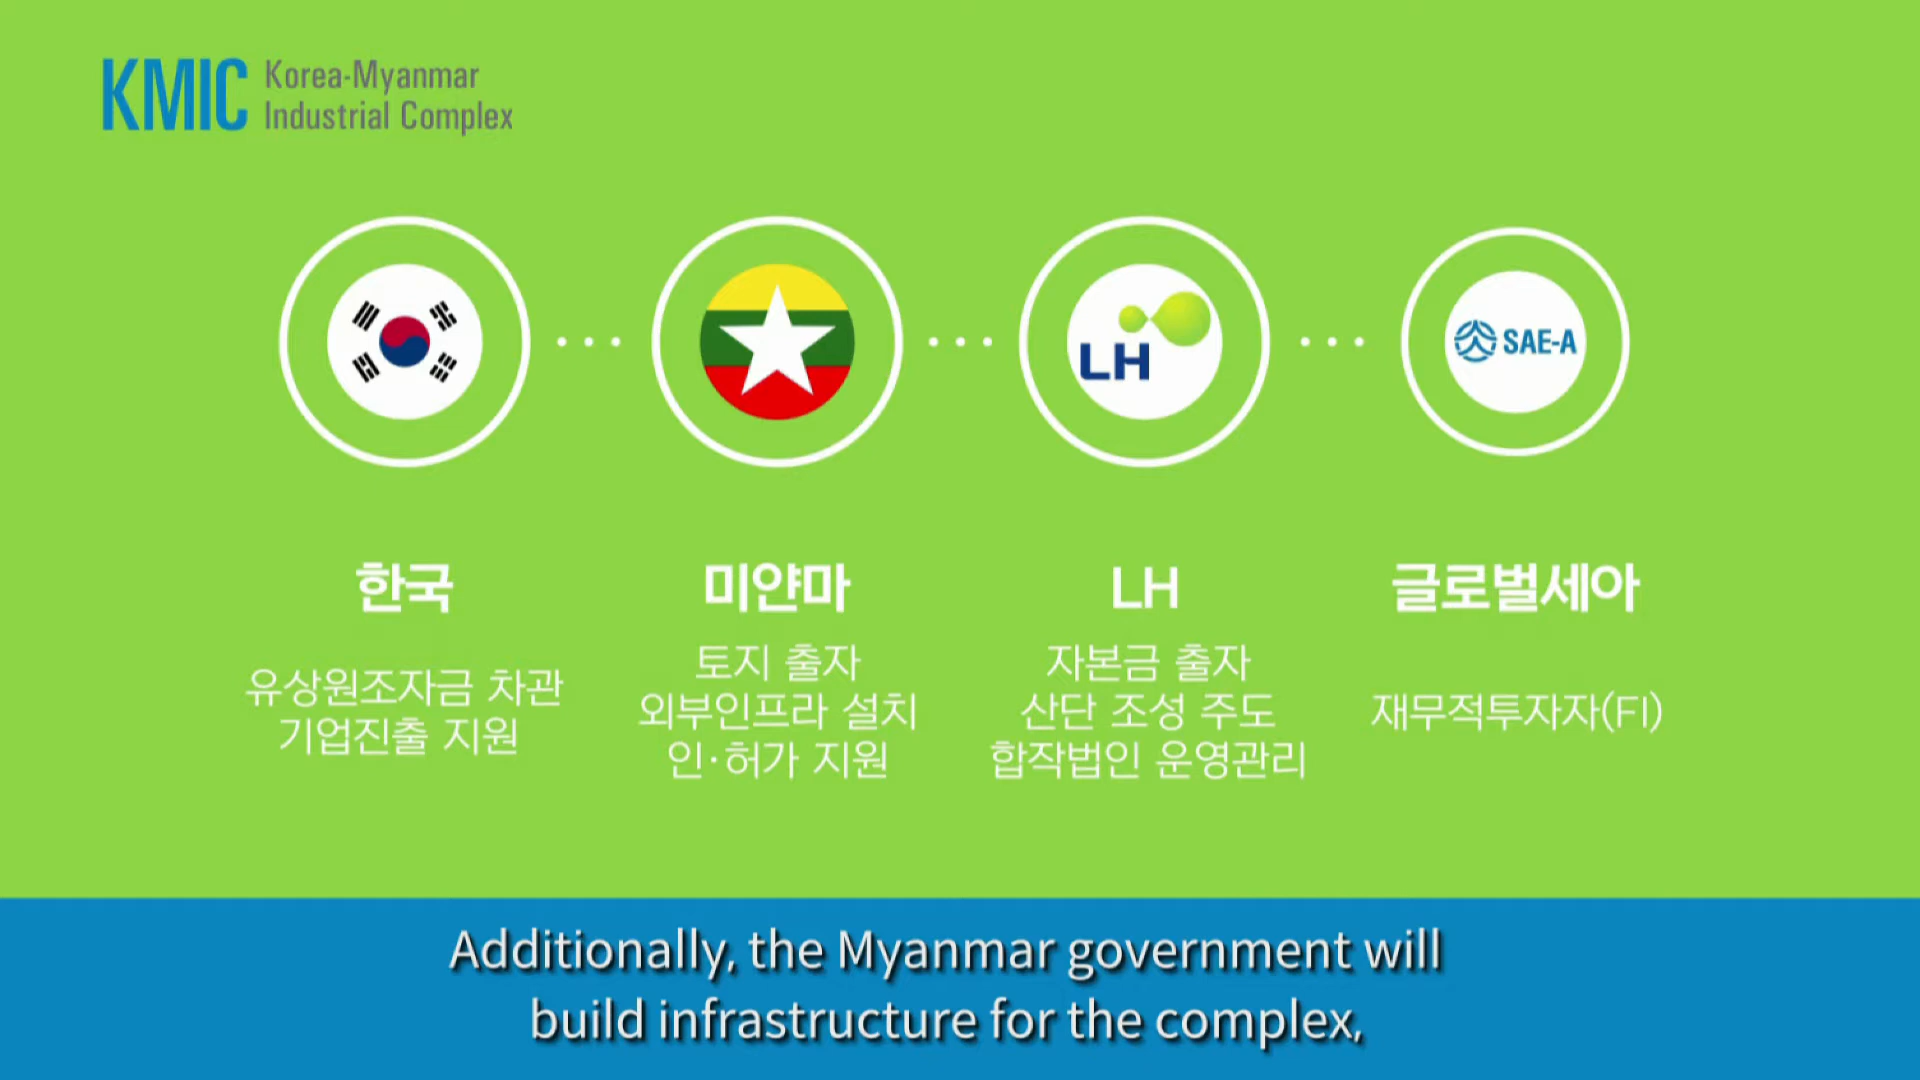 KMIC Korea-Myanmar
Industrial Complex
LH
SAE-A
한국
유상원조자금 차관
기업진출 지원
미얀마
토지 출자
외부인프라 설치
인·허가 지원
LH
자본금 출자
산단 조성 주도
합작법인 운영관리
글로벌세아
재무적투자자(FI)
Additionally, the Myanmar government will
build infrastructure for the complex,